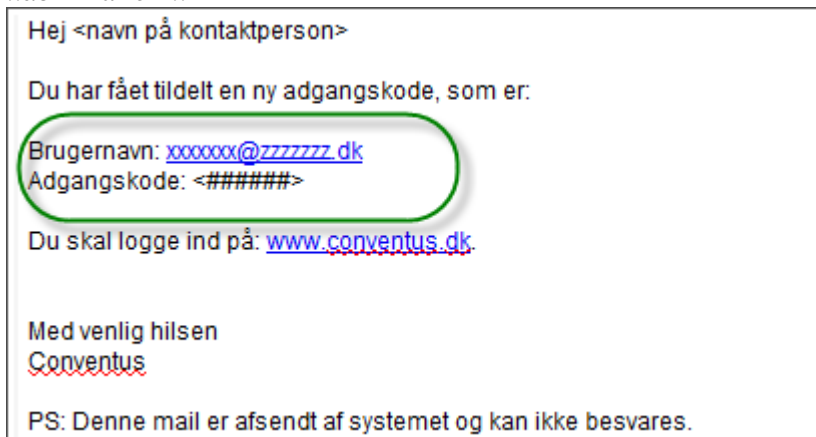 Hej <navn på kontaktperson>
Du har fået tildelt en ny adgangskode, som er:
Brugernavn: xxxxxxx@zzzzzzz.dk
Adgangskode: <######>
Du skal logge ind på: www.conventus.dk.
Med venlig hilsen
Conventus
PS: Denne mail er afsendt af systemet og kan ikke besvares.